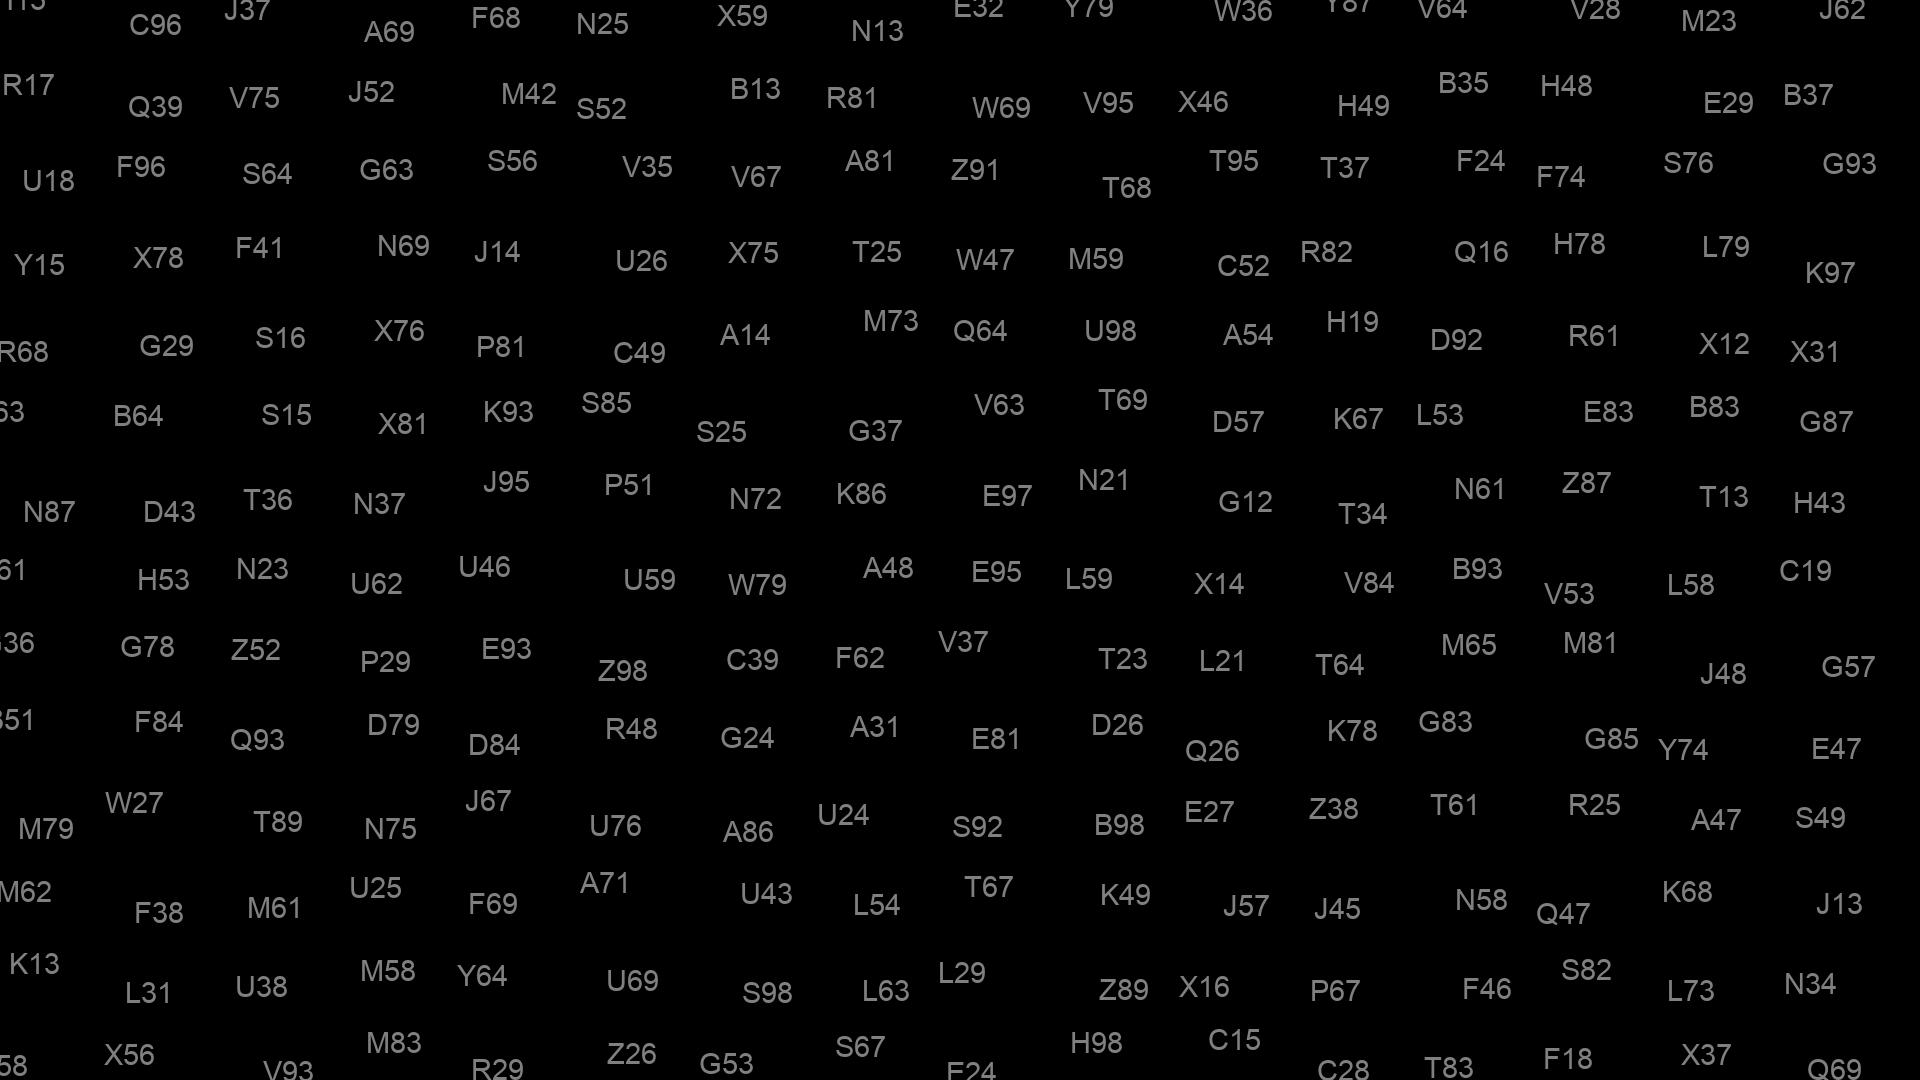 C96 J37 A69 F68 N25 X59 N13 E32 Y79 W36 Y87 V64 V28 M23 J62
R17 Q39 V75 J52 M42 S52 B13 R81 W69 V95 X46 H49 B35 H48 E29 B37
U18 F96 S64 G63 S56 V35 V67 A81 Z91 T68 T95 T37 F24 F74 S76 G93
Y15 X78 F41 N69 J14 U26 X75 T25 W47 M59 C52 R82 Q16 H78 L79 K97
R68 G29 S16 X76 P81 C49 A14 M73 Q64 U98 A54 H19 D92 R61 X12 X31
63 B64 S15 X81 K93 S85 S25 G37 V63 T69 D57 K67 L53 E83 B83 G87
N87 D43 T36 N37 J95 P51 N72 K86 E97 N21 G12 T34 N61 Z87 T13 H43
61 H53 N23 U62 U46 U59 W79 A48 E95 L59 X14 V84 B93 V53 L58 C19
36 G78 Z52 P29 E93 Z98 C39 F62 V37 T23 L21 T64 M65 M81 J48 G57
51 F84 Q93 D79 D84 R48 G24 A31 E81 D26 Q26 K78 G83 G85 Y74 E47
M79 W27 T89 N75 J67 U76 A86 U24 S92 B98 E27 Z38 T61 R25 A47 S49
M62 F38 M61 U25 F69 A71 U43 L54 T67 K49 J57 J45 N58 Q47 K68 J13
K13 L31 U38 M58 Y64 U69 S98 L63 L29 Z89 X16 P67 F46 S82 L73 N34
58 X56 V93 M83 R29 Z26 G53 S67 H98 C15 C28 T83 F18 X37 Q69